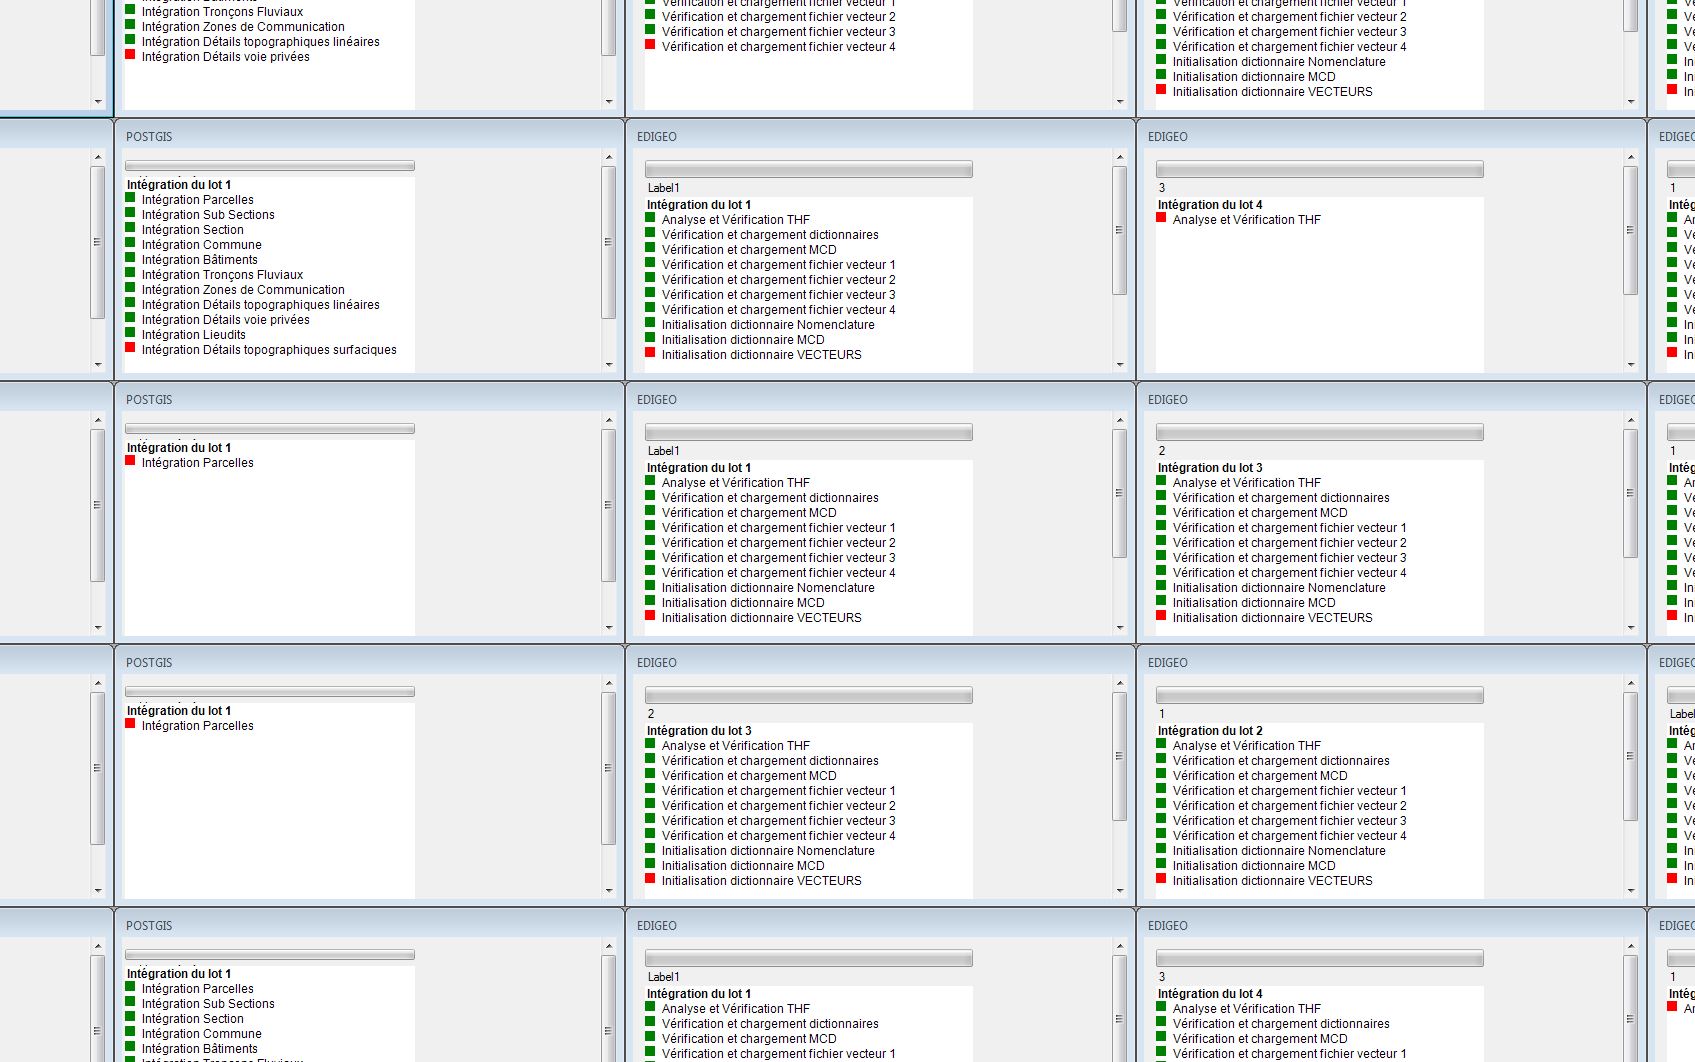 Intégration Tronçons Fluviaux
Intégration Zones de Communication
Intégration Détails topographiques linéaires
Intégration Détails voie privées
Vérification et chargement fichier vecteur 1
Vérification et chargement fichier vecteur 2
Vérification et chargement fichier vecteur 3
Vérification et chargement fichier vecteur 4
Vérification et chargement fichier vecteur 1
Vérification et chargement fichier vecteur 2
Vérification et chargement fichier vecteur 3
Vérification et chargement fichier vecteur 4
Initialisation dictionnaire Nomenclature
Initialisation dictionnaire MCD
Initialisation dictionnaire VECTEURS
POSTGIS
Intégration du lot 1
Intégration Parcelles
Intégration Sub Sections
Intégration Section
Intégration Commune
Intégration Bâtiments
Intégration Tronçons Fluviaux
Intégration Zones de Communication
Intégration Détails topographiques linéaires
Intégration Détails voie privées
Intégration Lieudits
Intégration Détails topographiques surfaciques
EDIGEO
Label1
Intégration du lot 1
Analyse et Vérification THF
Vérification et chargement dictionnaires
Vérification et chargement MCD
Vérification et chargement fichier vecteur 1
Vérification et chargement fichier vecteur 2
Vérification et chargement fichier vecteur 3
Vérification et chargement fichier vecteur 4
Initialisation dictionnaire Nomenclature
Initialisation dictionnaire MCD
Initialisation dictionnaire VECTEURS
EDIGEO
3
Intégration du lot 4
Analyse et Vérification THF
EDIGEO
1
POSTGIS
Intégration du lot 1
Intégration Parcelles
EDIGEO
Label1
Intégration du lot 1
Analyse et Vérification THF
Vérification et chargement dictionnaires
Vérification et chargement MCD
Vérification et chargement fichier vecteur 1
Vérification et chargement fichier vecteur 2
Vérification et chargement fichier vecteur 3
Vérification et chargement fichier vecteur 4
Initialisation dictionnaire Nomenclature
Initialisation dictionnaire MCD
Initialisation dictionnaire VECTEURS
EDIGEO
2
Intégration du lot 3
Analyse et Vérification THF
Vérification et chargement dictionnaires
Vérification et chargement MCD
Vérification et chargement fichier vecteur 1
Vérification et chargement fichier vecteur 2
Vérification et chargement fichier vecteur 3
Vérification et chargement fichier vecteur 4
Initialisation dictionnaire Nomenclature
Initialisation dictionnaire MCD
Initialisation dictionnaire VECTEURS
EDIGEO
1
POSTGIS
Intégration du lot 1
Intégration Parcelles
EDIGEO
2
Intégration du lot 3
Analyse et Vérification THF
Vérification et chargement dictionnaires
Vérification et chargement MCD
Vérification et chargement fichier vecteur 1
Vérification et chargement fichier vecteur 2
Vérification et chargement fichier vecteur 3
Vérification et chargement fichier vecteur 4
Initialisation dictionnaire Nomenclature
Initialisation dictionnaire MCD
Initialisation dictionnaire VECTEURS
EDIGEO
1
Intégration du lot 2
Analyse et Vérification THF
Vérification et chargement dictionnaires
Vérification et chargement MCD
Vérification et chargement fichier vecteur 1
Vérification et chargement fichier vecteur 2
Vérification et chargement fichier vecteur 3
Vérification et chargement fichier vecteur 4
Initialisation dictionnaire Nomenclature
Initialisation dictionnaire MCD
Initialisation dictionnaire VECTEURS
EDIGEO
Label
POSTGIS
Intégration du lot 1
Intégration Parcelles
Intégration Sub Sections
Intégration Section
Intégration Commune
Intégration Bâtiments
EDIGEO
Label1
Intégration du lot 1
Analyse et Vérification THF
Vérification et chargement dictionnaires
Vérification et chargement MCD
Vérification et chargement fichier vecteur 1
EDIGEO
3
Intégration du lot 4
Analyse et Vérification THF
Vérification et chargement dictionnaires
Vérification et chargement MCD
Vérification et chargement fichier vecteur 1
EDIGEO
1